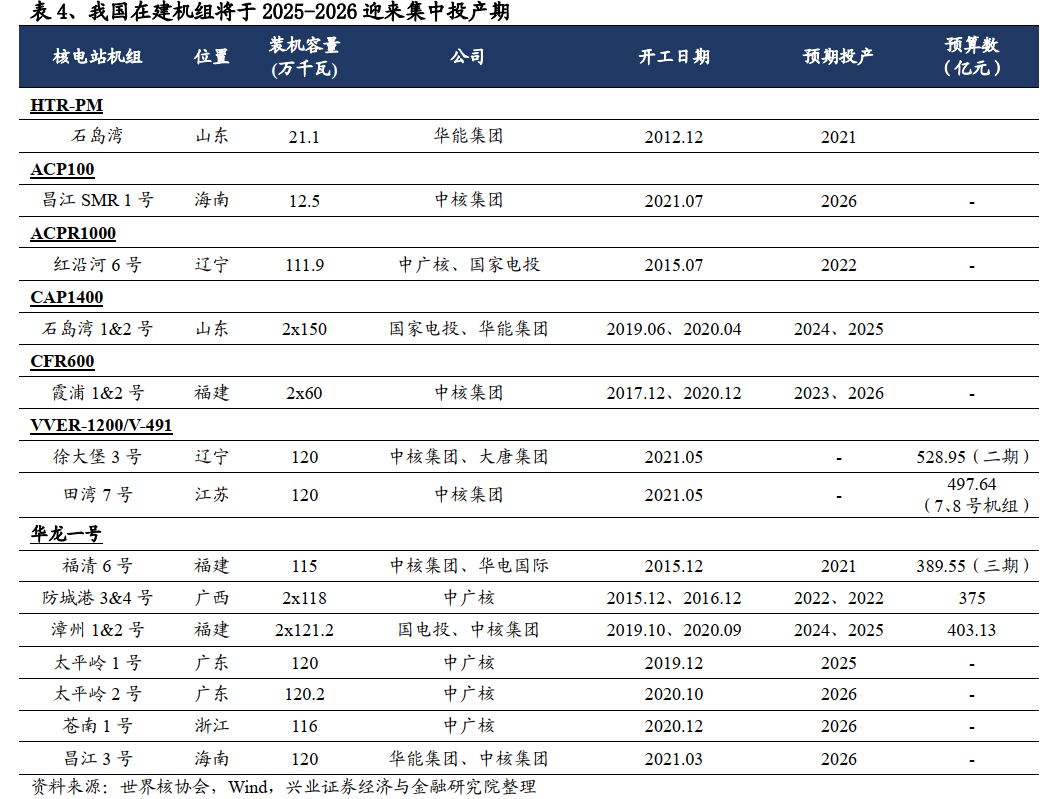 表 4、我国在建机组将于 2025-2026 迎来集中投产期
核电站机组 位置 装机容量（万千瓦） 公司 开工日期 预期投产 预算数（亿元）
HTR-PM
石岛湾 山东 21.1 华能集团 2012.12 2021
ACP100
昌江 SMR 1 号 海南 12.5 中核集团 2021.07 2026 -
ACPR1000
红沿河 6 号 辽宁 111.9 中广核、国家电投 2015.07 2022 -
CAP1400
石岛湾 1&2 号 山东 2x150 国家电投、华能集团 2019.06、2020.04 2024、2025
CFR600
霞浦 1&2 号 福建 2x60 中核集团 2017.12、2020.12 2023、2026 -
VVER-1200/V-491
徐大堡 3 号 辽宁 120 中核集团、大唐集团 2021.05 - 528.95（二期）
田湾 7 号 江苏 120 中核集团 2021.05 - 497.64（7、8 号机组）
华龙一号
福清 6 号 福建 115 中核集团、华电国际 2015.12 2021 389.55（三期）
防城港 3&4 号 广西 2x118 中广核 2015.12、2016.12 2022、2022 375
漳州 1&2 号 福建 2x121.2 国电投、中核集团 2019.10、2020.09 2024、2025 403.13
太平岭 1 号 广东 120 中广核 2019.12 2025 -
太平岭 2 号 广东 120.2 中广核 2020.10 2026 -
苍南 1 号 浙江 116 中广核 2020.12 2026 -
昌江 3 号 海南 120 华能集团、中核集团 2021.03 2026 -
资料来源：世界核协会，Wind，兴业证券经济与金融研究院整理